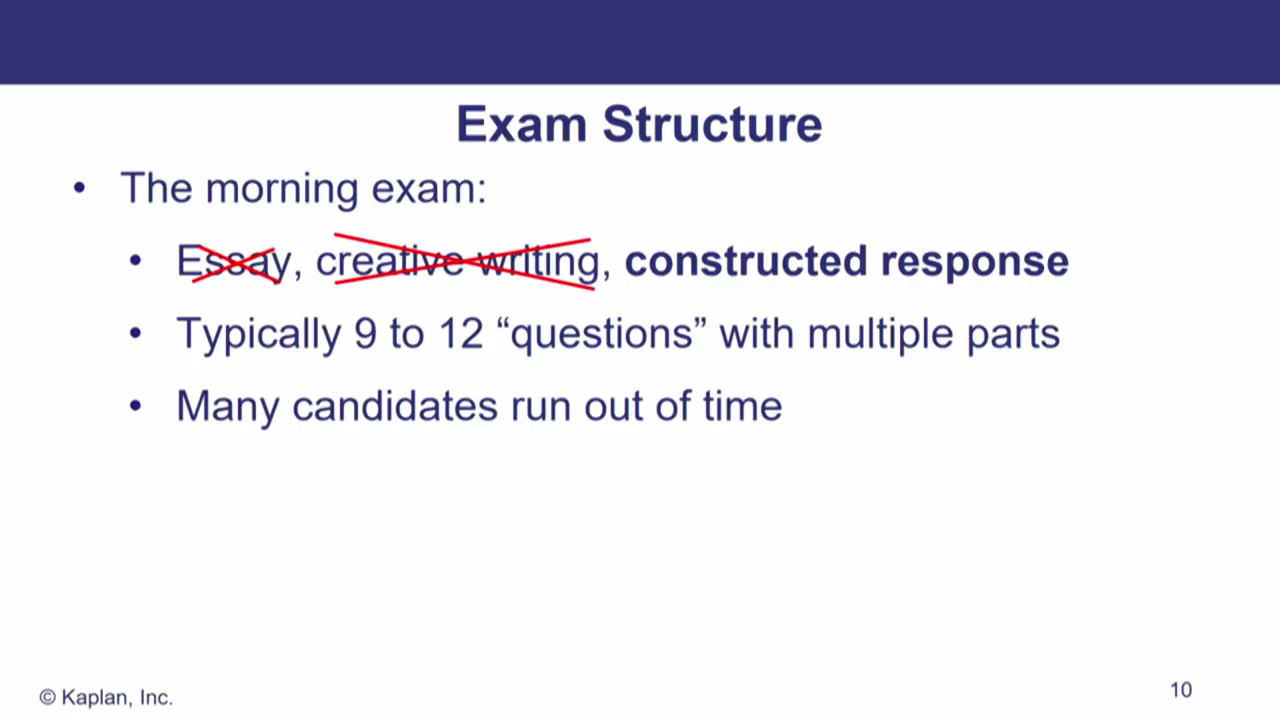 Exam Structure
• The morning exam:
• Essay, creative writing, constructed response
• Typically 9 to 12 “questions” with multiple parts
• Many candidates run out of time
© Kaplan, Inc.
10